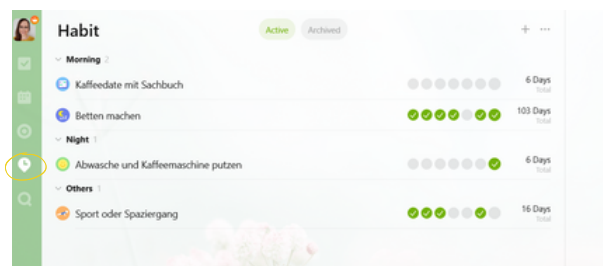 Habit
Active Archived
Morning 2
Kaffeedate mit Sachbuch 6 Days
Total
Betten machen 103 Days
Total
Night 1
Abwasche und Kaffeemaschine putzen 6 Days
Total
Others 1
Sport oder Spaziergang 16 Days
Total